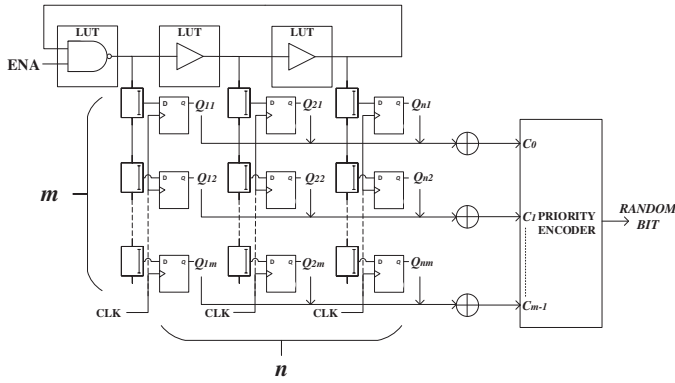 LUT LUT LUT
ENA
D Q Q11 D Q Q21 D Q Qn1
C0
m
D Q Q12 D Q Q22 D Q Qn2
C1 PRIORITY ENCODER
RANDOM BIT
D Q Q1m D Q Q2m D Q Qnm
Cm-1
CLK CLK CLK
n